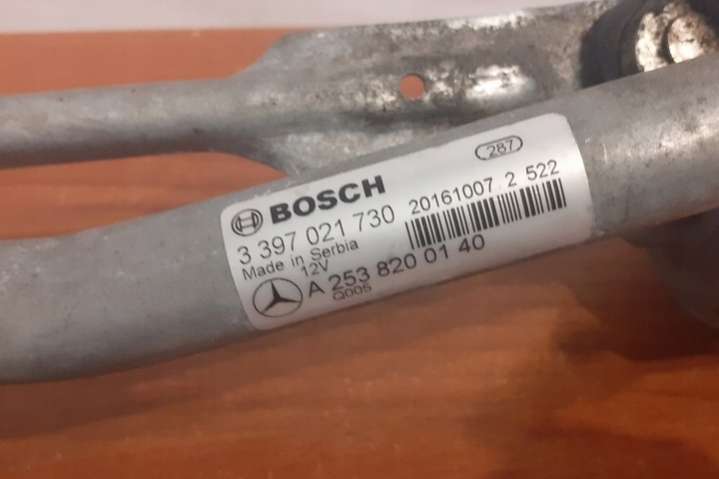 287
BOSCH
3 397 021 730 20161007 2 522
Made in Serbia
12V
A 253 820 01 40
Q005